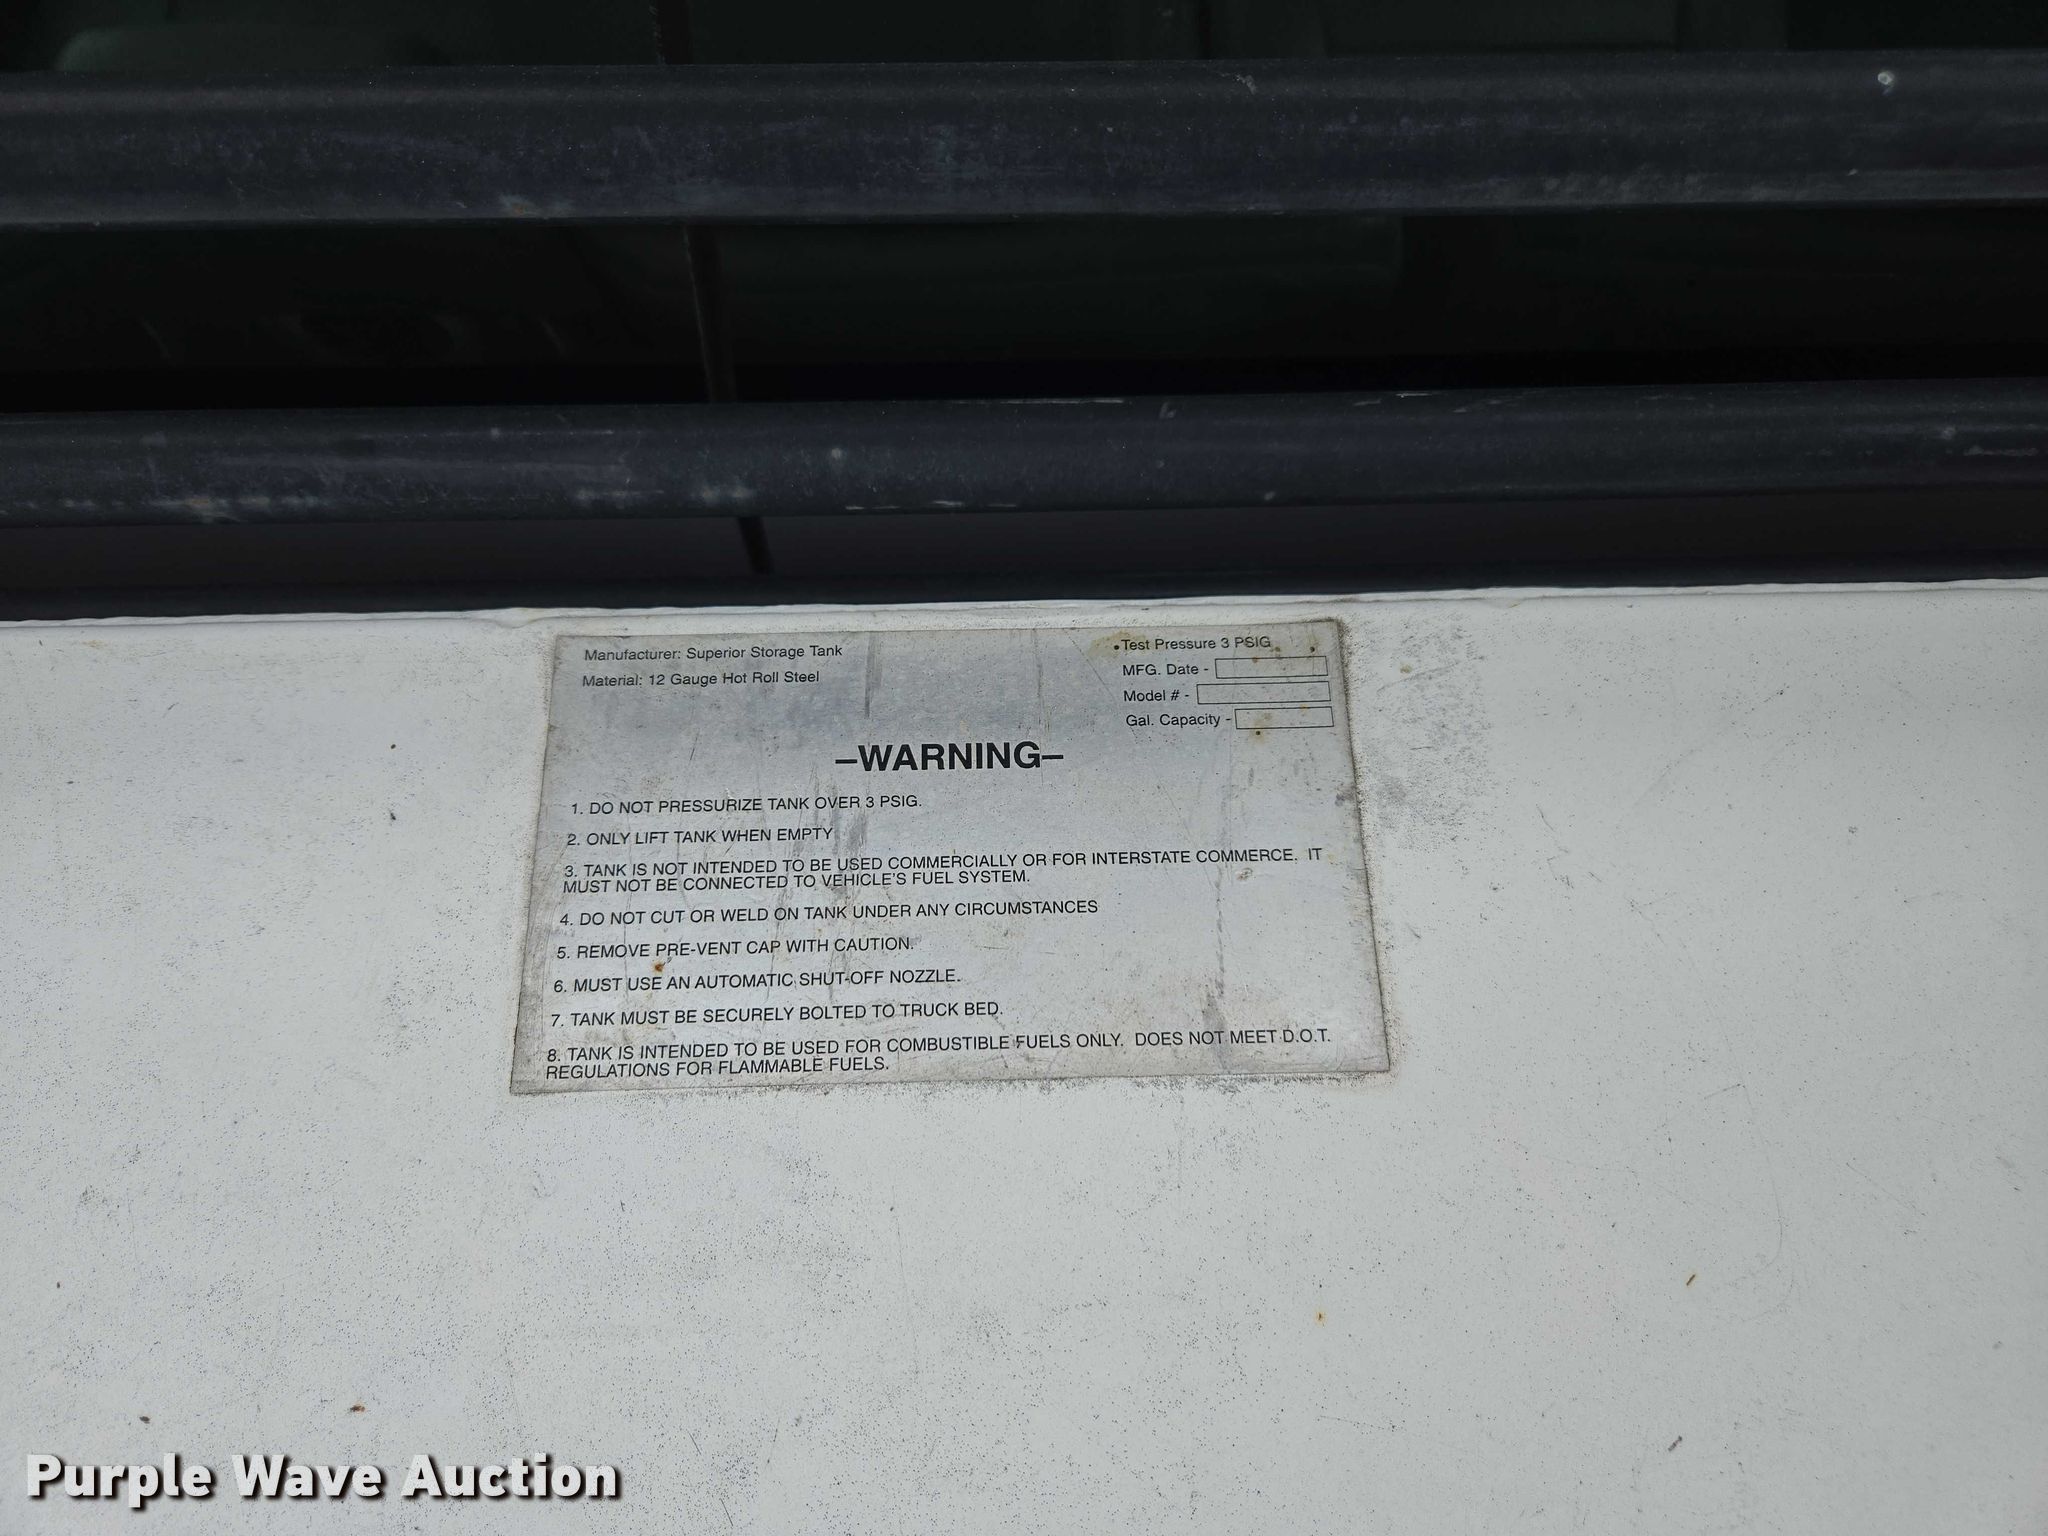 Manufacturer: Superior Storage Tank
Material: 12 Gauge Hot Roll Steel
Test Pressure 3 PSIG
MFG. Date -
Model # -
Gal. Capacity -
–WARNING–
1. DO NOT PRESSURIZE TANK OVER 3 PSIG.
2. ONLY LIFT TANK WHEN EMPTY
3. TANK IS NOT INTENDED TO BE USED COMMERCIALLY OR FOR INTERSTATE COMMERCE. IT
MUST NOT BE CONNECTED TO VEHICLE'S FUEL SYSTEM.
4. DO NOT CUT OR WELD ON TANK UNDER ANY CIRCUMSTANCES
5. REMOVE PRE-VENT CAP WITH CAUTION.
6. MUST USE AN AUTOMATIC SHUT-OFF NOZZLE.
7. TANK MUST BE SECURELY BOLTED TO TRUCK BED.
8. TANK IS INTENDED TO BE USED FOR COMBUSTIBLE FUELS ONLY. DOES NOT MEET D.O.T.
REGULATIONS FOR FLAMMABLE FUELS.
Purple Wave Auction